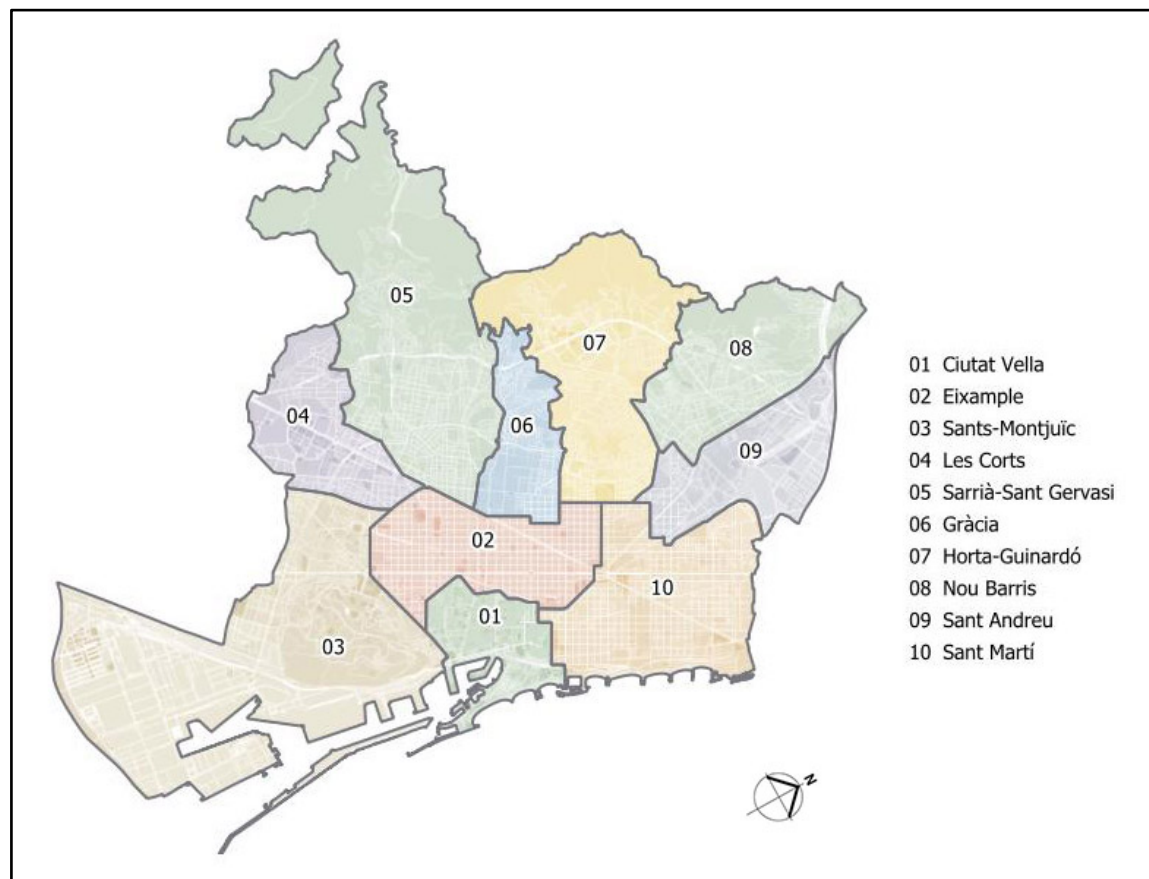 05
07
08
04
06
09
02
10
01
03
01 Ciutat Vella
02 Eixample
03 Sants-Montjuïc
04 Les Corts
05 Sarrià-Sant Gervasi
06 Gràcia
07 Horta-Guinardó
08 Nou Barris
09 Sant Andreu
10 Sant Martí
N